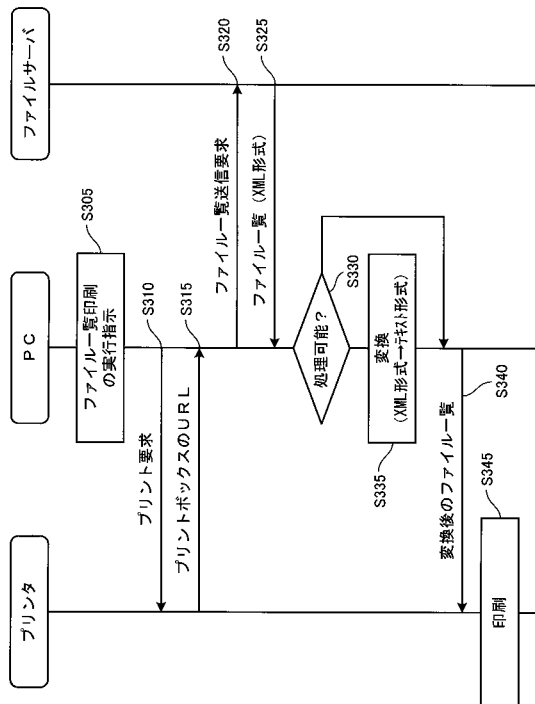 プリンタ
PC
ファイルサーバ
ファイル一覧印刷
の実行指示
S305
プリント要求
S310
プリントボックスのURL
S315
ファイル一覧送信要求
S320
ファイル一覧(XML形式)
S325
処理可能?
S330
変換
(XML形式→テキスト形式)
S335
変換後のファイル一覧
S340
印刷
S345